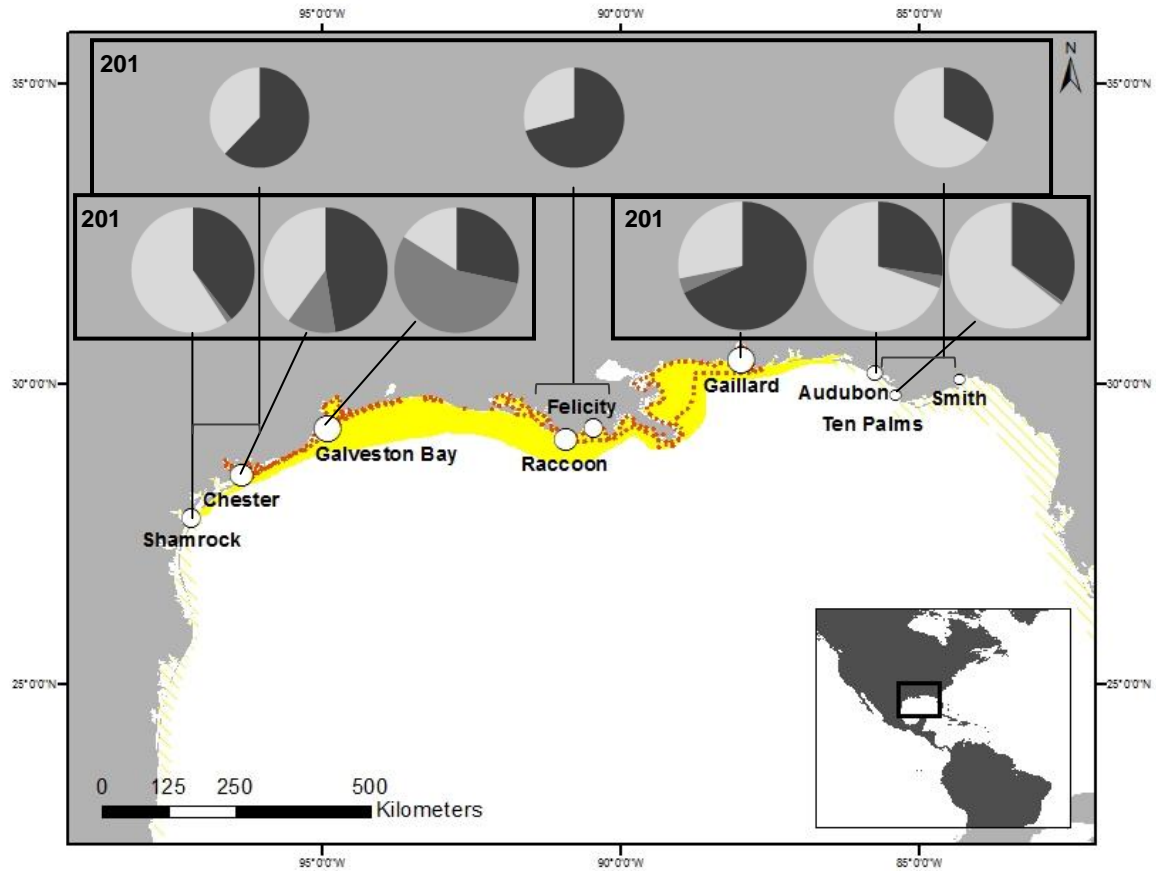 95°0'0"W 90°0'0"W 85°0'0"W
201
N
35°0'0"N 35°0'0"N
201 201
30°0'0"N 30°0'0"N
Gaillard
Audubon
Smith
Felicity
Ten Palms
Galveston Bay
Raccoon
Chester
Shamrock
25°0'0"N 25°0'0"N
0 125 250 500
Kilometers
95°0'0"W 90°0'0"W 85°0'0"W